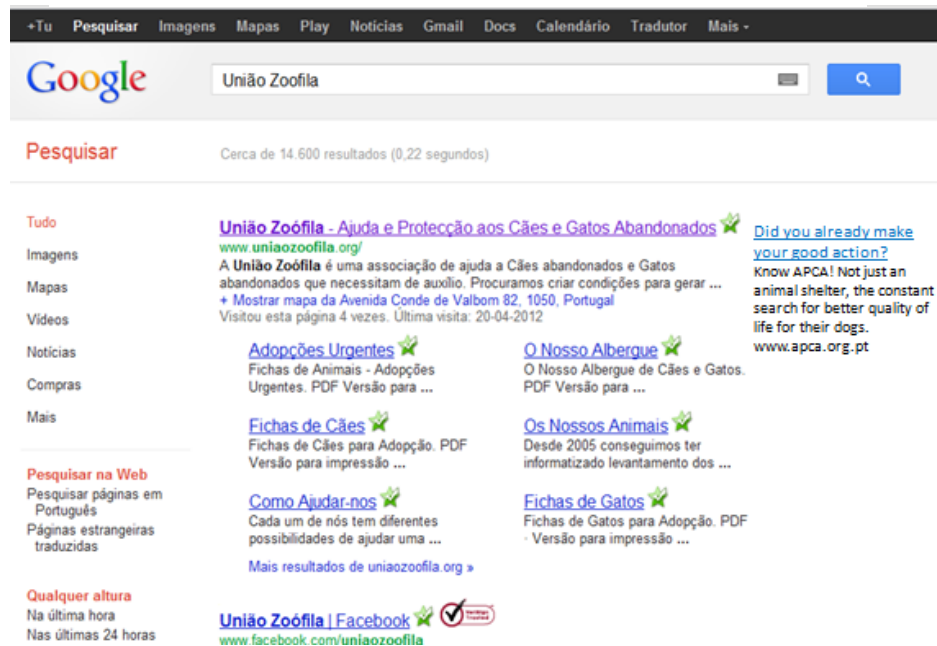 +Tu Pesquisar Imagens Mapas Play Notícias Gmail Docs Calendário Tradutor Mais
Google
União Zoofila
Pesquisar
Cerca de 14.600 resultados (0,22 segundos)
Tudo
Imagens
Mapas
Vídeos
Notícias
Compras
Mais
Pesquisar na Web
Pesquisar páginas em
Português
Páginas estrangeiras
traduzidas
Qualquer altura
Na última hora
Nas últimas 24 horas
União Zoófila - Ajuda e Protecção aos Cães e Gatos Abandonados
www.uniaozoofila.org/
A União Zoófila é uma associação de ajuda a Cães abandonados e Gatos
abandonados que necessitam de auxílio. Procuramos criar condições para gerar ...
+ Mostrar mapa da Avenida Conde de Valbom 82, 1050, Portugal
Visitou esta página 4 vezes. Última visita: 20-04-2012
Adopções Urgentes
Fichas de Animais - Adopções
Urgentes. PDF Versão para ...
O Nosso Albergue
O Nosso Albergue de Cães e Gatos.
PDF Versão para ...
Fichas de Cães
Fichas de Cães para Adopção. PDF
Versão para impressão ...
Os Nossos Animais
Desde 2005 conseguimos ter
informatizado levantamento dos ...
Como Ajudar-nos
Cada um de nós tem diferentes
possibilidades de ajudar uma ...
Fichas de Gatos
Fichas de Gatos para Adopção. PDF
· Versão para impressão ...
Mais resultados de uniaozoofila.org »
União Zoófila | Facebook
www.facebook.com/uniaozoofila
Did you already make
your good action?
Know APCA! Not just an
animal shelter, the constant
search for better quality of
life for their dogs.
www.apca.org.pt